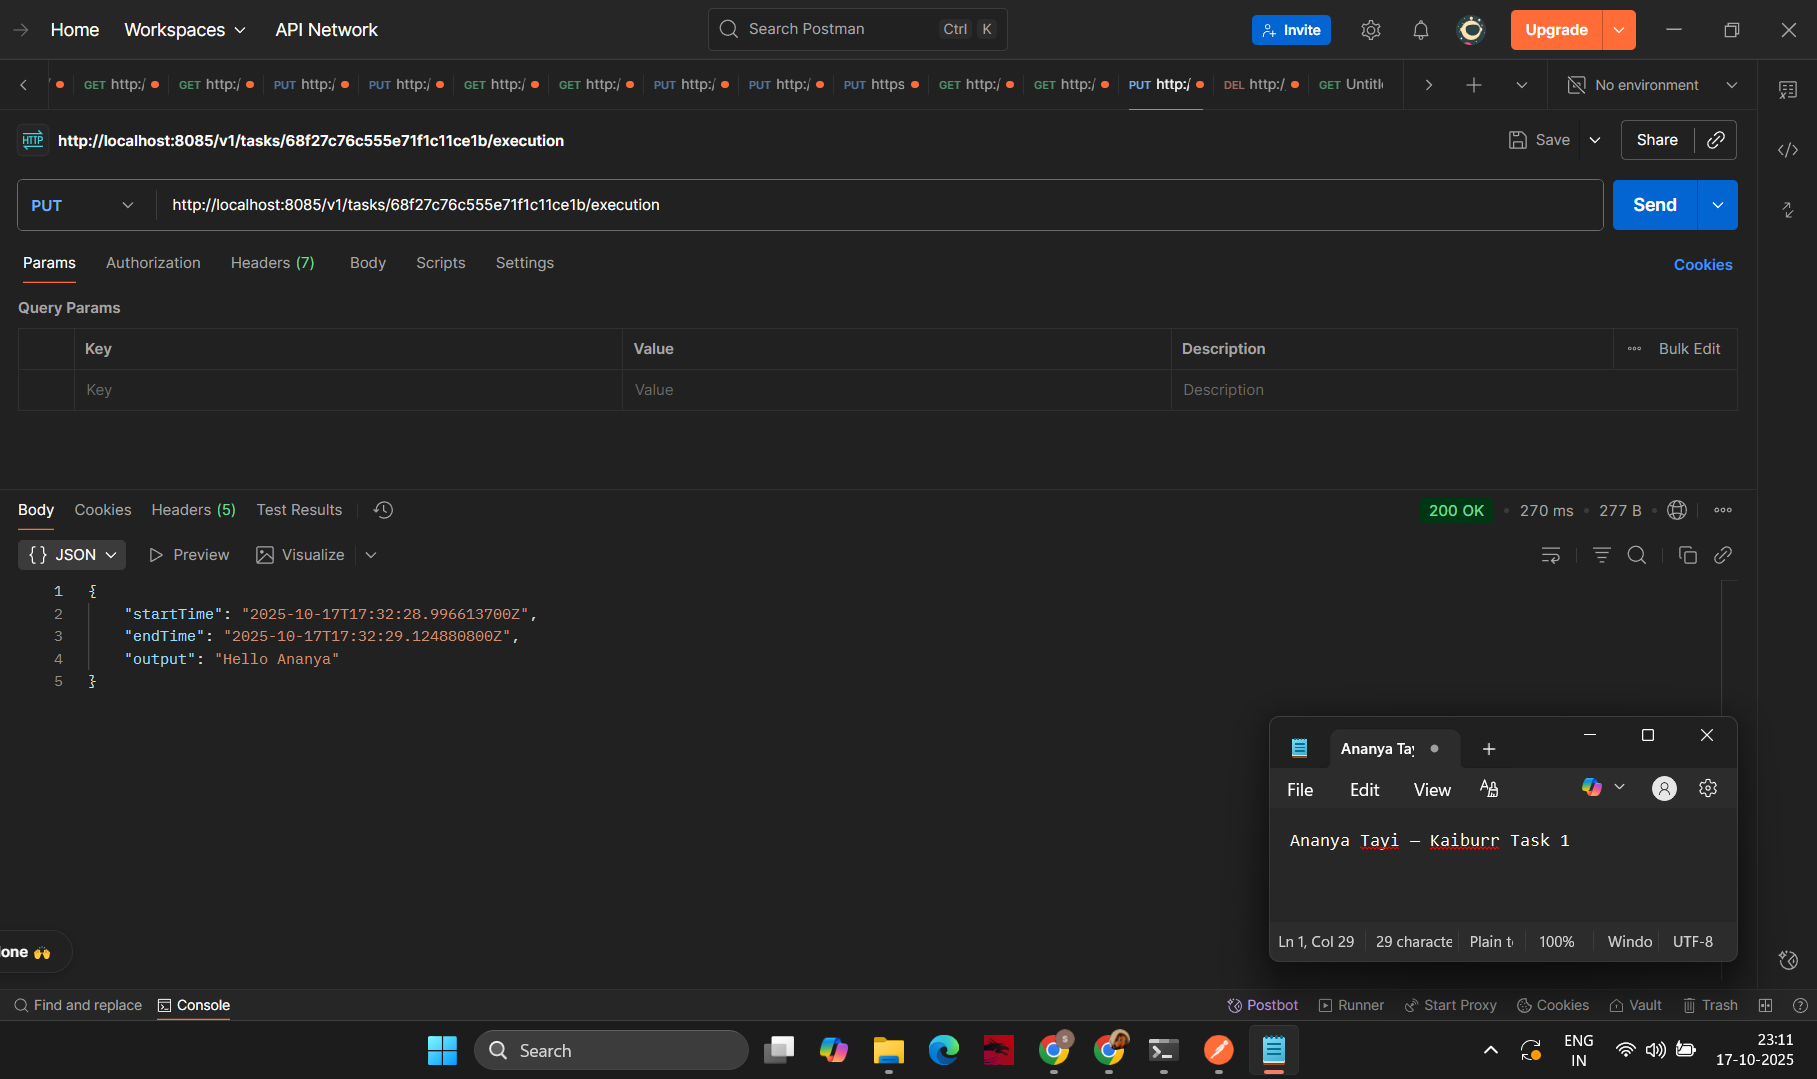 Home Workspaces API Network Search Postman Ctrl K Invite Upgrade
GET http:/ GET http:/ PUT http:/ PUT http:/ GET http:/ GET http:/ PUT http:/ PUT http:/ PUT https GET http:/ GET http:/ PUT http:/ DEL http:/ GET Untitle No environment
HTTP http://localhost:8085/v1/tasks/68f27c76c555e71f1c11ce1b/execution Save Share
PUT http://localhost:8085/v1/tasks/68f27c76c555e71f1c11ce1b/execution Send
Params Authorization Headers (7) Body Scripts Settings Cookies
Query Params
Key Value Description Bulk Edit
Key Value Description
Body Cookies Headers (5) Test Results 200 OK 270 ms 277 B
{} JSON Preview Visualize
1 {
2 "startTime": "2025-10-17T17:32:28.996613700Z",
3 "endTime": "2025-10-17T17:32:29.124880800Z",
4 "output": "Hello Ananya"
5 }
Ananya Tay
File Edit View
Ananya Tayi – Kaiburr Task 1
Ln 1, Col 29 29 characte Plain t 100% Windo UTF-8
one 🙌
Find and replace Console Postbot Runner Start Proxy Cookies Vault Trash
Search ENG IN 23:11 17-10-2025